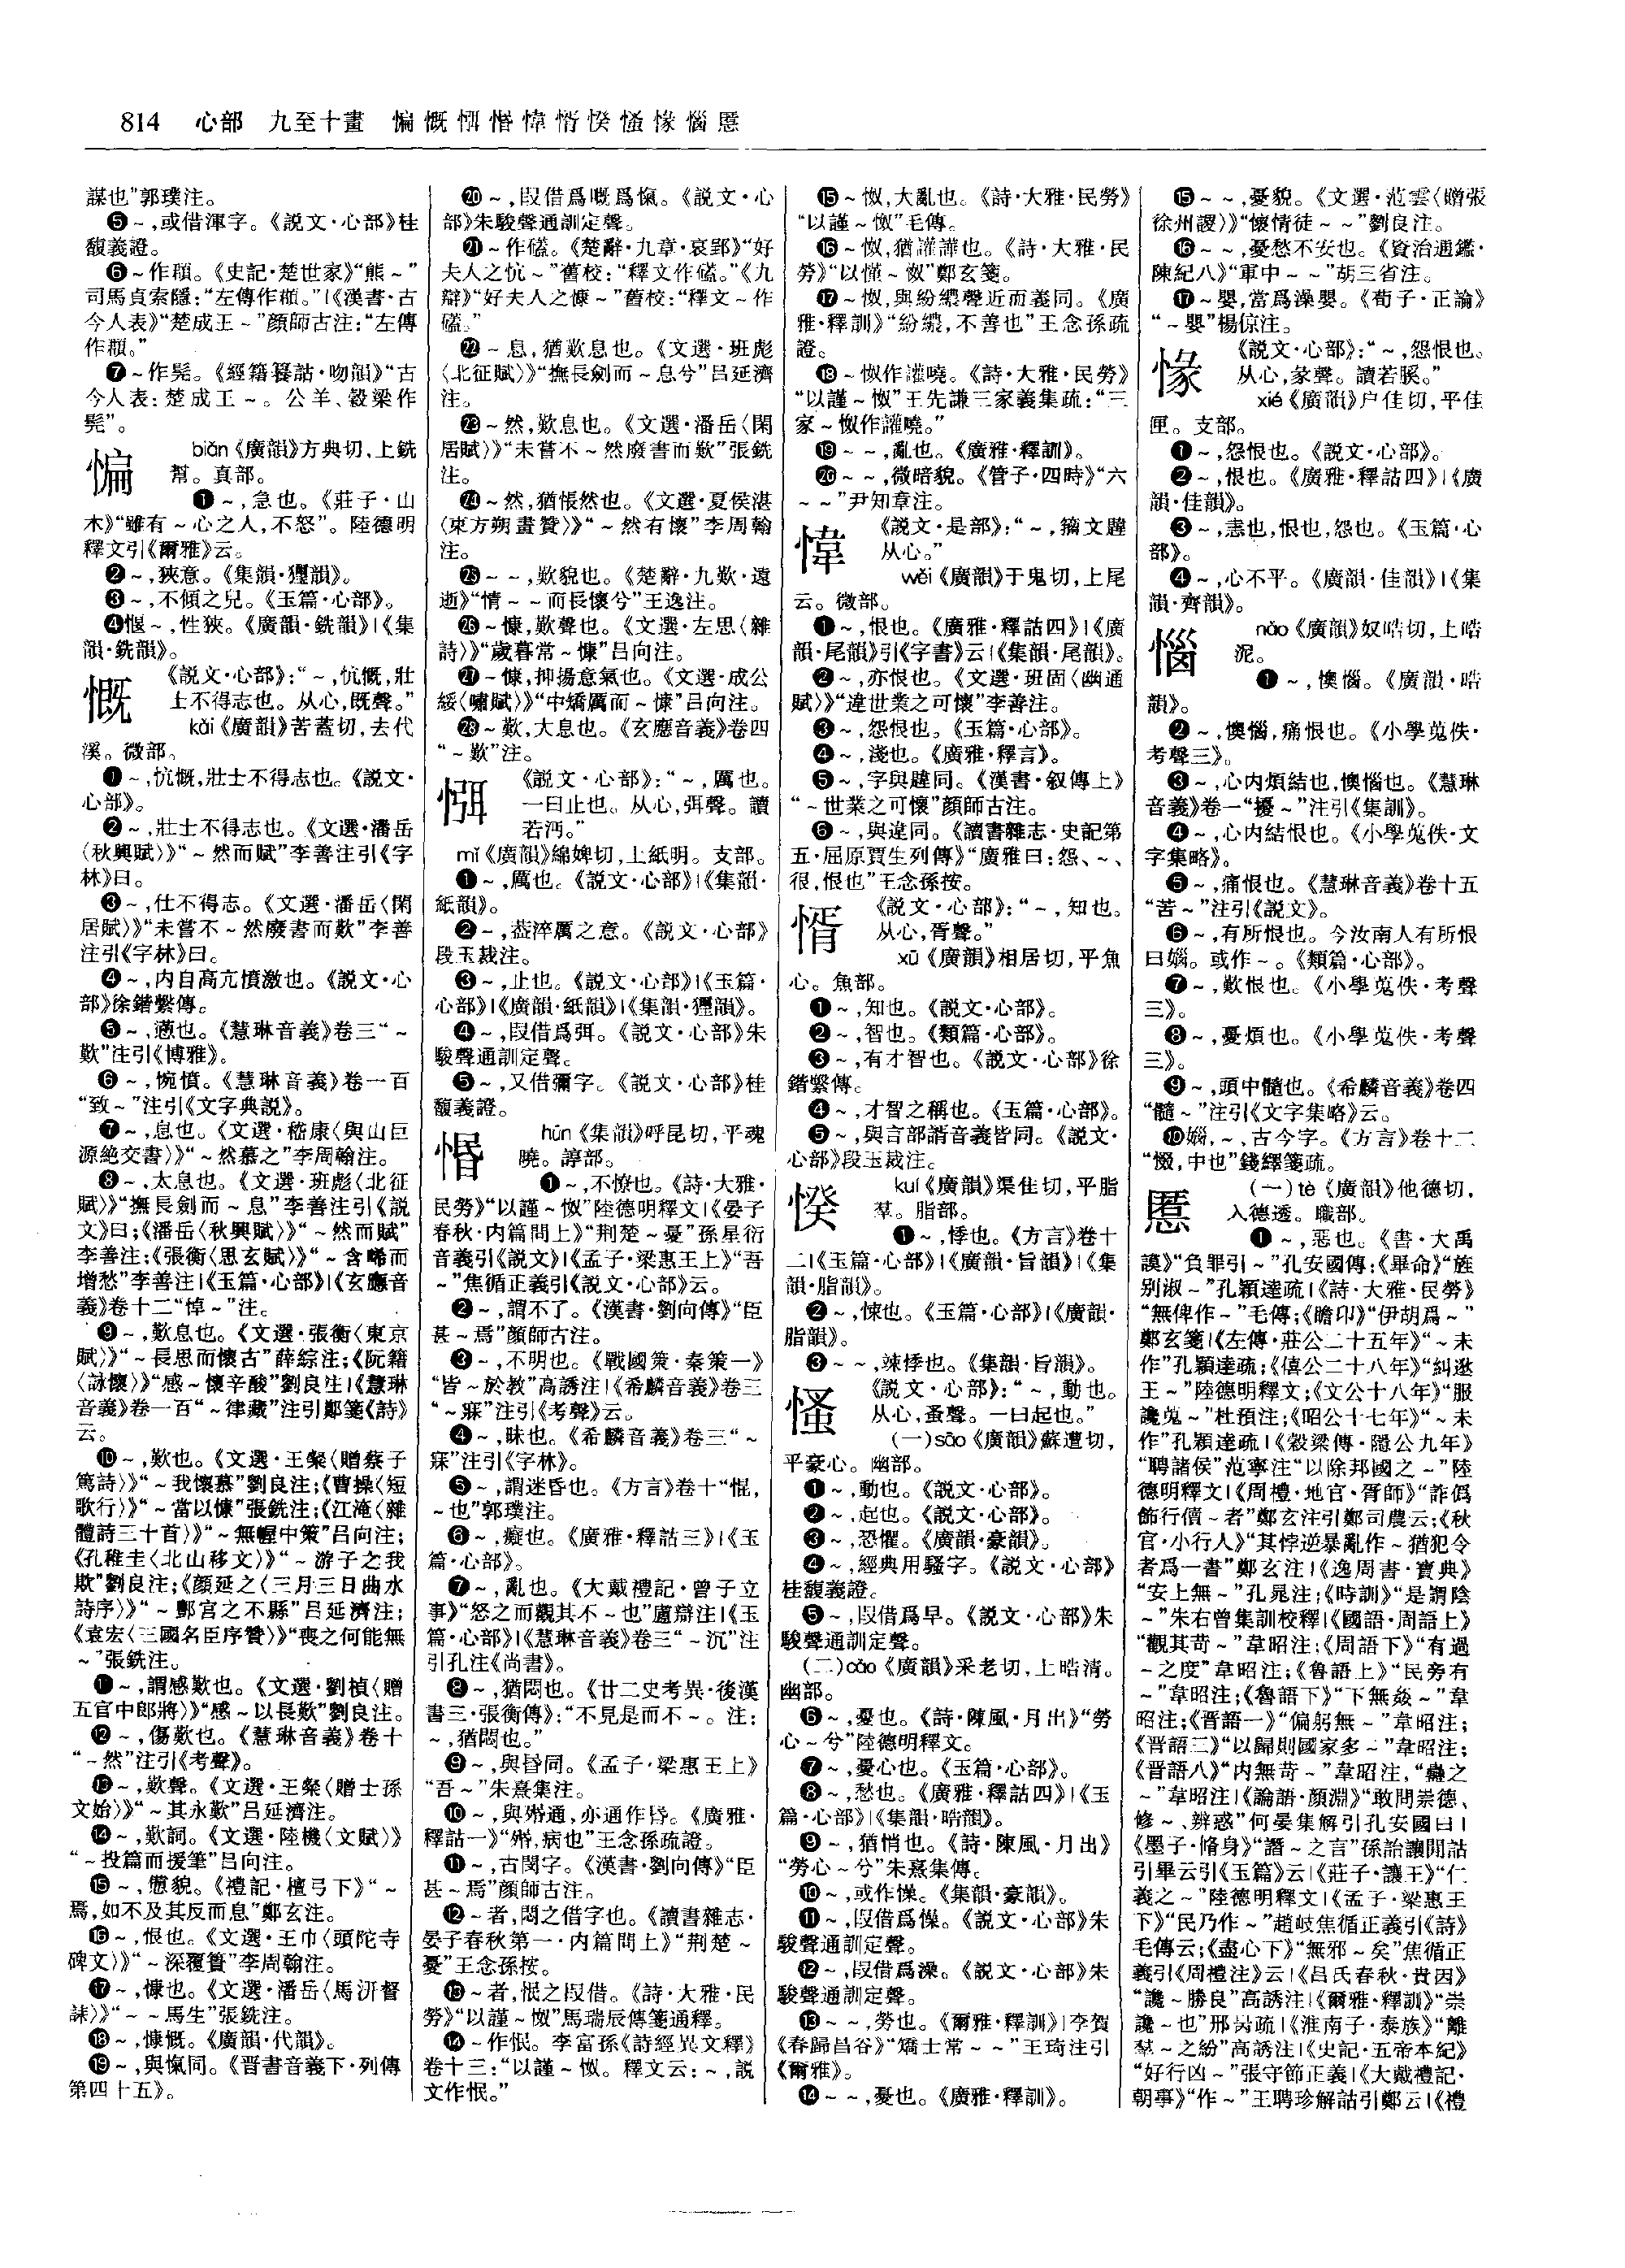 814 心部 九至十畫 惼慨㥝惛愇惰揆慅㥟惱慝
謀也”郭璞注。
❺～,或借渾字。《説文·心部》桂
馥義證。
❻～作頵。《史記·楚世家》“熊～”
司馬貞索隱:“左傳作頵。”|《漢書·古
今人表》“楚成王～”顔師古注:“左傳
作頵。”
❼～作髡。《經籍籑詁·吻韻》“古
今人表:楚成王～。公羊、穀梁作
髡”。
惼
biǎn《廣韻》方典切,上銑
幫。真部。
❶～,急也。《莊子·山
木》“雖有～心之人,不怒”。陸德明
釋文引《爾雅》云。
❷～,狹意。《集韻·𤣗韻》。
❸～,不傾之皃。《玉篇·心部》。
❹惬～,性狹。《廣韻·銑韻》|《集
韻·銑韻》。
慨
《説文·心部》:“～,忼慨,壯
士不得志也。从心,既聲。”
kǎi《廣韻》苦蓋切,去代
溪。微部。
❶～,忼慨,壯士不得志也。《説文·
心部》。
❷～,壯士不得志也。《文選·潘岳
〈秋興賦〉》“～然而賦”李善注引《字
林》曰。
❸～,仕不得志。《文選·潘岳〈閑
居賦〉》“未嘗不～然廢書而歎”李善
注引《字林》曰。
❹～,内自高亢憤激也。《説文·心
部》徐鍇繫傳。
❺～,懣也。《慧琳音義》卷三“～
歎”注引《博雅》。
❻～,惋憤。《慧琳音義》卷一百
“致～”注引《文字典説》。
❼～,息也。《文選·嵇康〈與山巨
源絶交書〉》“～然慕之”李周翰注。
❽～,太息也。《文選·班彪〈北征
賦〉》“撫長劍而～息”李善注引《説
文》曰;《潘岳〈秋興賦〉》“～然而賦”
李善注;《張衡〈思玄賦〉》“～含唏而
增愁”李善注|《玉篇·心部》|《玄應音
義》卷十二“悼～”注。
❾～,歎息也。《文選·張衡〈東京
賦〉》“～長思而懷古”薛綜注;《阮籍
〈詠懷〉》“感～懷辛酸”劉良注|《慧琳
音義》卷一百“～律藏”注引鄭箋《詩》
云。
❿～,歎也。《文選·王粲〈贈蔡子
篤詩〉》“～我懷慕”劉良注;《曹操〈短
歌行〉》“～當以慷”張銑注;《江淹〈雜
體詩三十首〉》“～無幄中策”吕向注;
《孔稚圭〈北山移文〉》“～游子之我
欺”劉良注;《顔延之〈三月三日曲水
詩序〉》“～酆宫之不縣”吕延濟注;
《袁宏〈三國名臣序贊〉》“喪之何能無
～”張銑注。
⓫～,謂感歎也。《文選·劉楨〈贈
五官中郎將〉》“感～以長歎”劉良注。
⓬～,傷歎也。《慧琳音義》卷十
“～然”注引《考聲》。
⓭～,歎聲。《文選·王粲〈贈士孫
文始〉》“～其永歎”吕延濟注。
⓮～,歎詞。《文選·陸機〈文賦〉》
“～投篇而援筆”吕向注。
⓯～,憊貌。《禮記·檀弓下》“～
焉,如不及其反而息”鄭玄注。
⓰～,恨也。《文選·王巾〈頭陀寺
碑文〉》“～深覆簣”李周翰注。
⓱～,慷也。《文選·潘岳〈馬汧督
誄〉》“～～馬生”張銑注。
⓲～,慷慨。《廣韻·代韻》。
⓳～,與愾同。《晋書音義下·列傳
第四十五》。
⓴～,叚借爲嘅爲愾。《説文·心
部》朱駿聲通訓定聲。
㉑～作磕。《楚辭·九章·哀郢》“好
夫人之忼～”舊校:“釋文作磕。”《九
辯》“好夫人之慷～”舊校:“釋文～作
磕。”
㉒～息,猶歎息也。《文選·班彪
〈北征賦〉》“撫長劍而～息兮”吕延濟
注。
㉓～然,歎息也。《文選·潘岳〈閑
居賦〉》“未嘗不～然廢書而歎”張銑
注。
㉔～然,猶悵然也。《文選·夏侯湛
〈東方朔畫贊〉》“～然有懷”李周翰
注。
㉕～～,歎貌也。《楚辭·九歎·遠
逝》“情～～而長懷兮”王逸注。
㉖～慷,歎聲也。《文選·左思〈雜
詩〉》“歲暮常～慷”吕向注。
㉗～慷,抑揚意氣也。《文選·成公
綏〈嘯賦〉》“中矯厲而～慷”吕向注。
㉘～歎,大息也。《玄應音義》卷四
“～歎”注。
㥝
《説文·心部》:“～,厲也。
一曰止也。从心,弭聲。讀
若沔。”
mǐ《廣韻》綿婢切,上紙明。支部。
❶～,厲也。《説文·心部》|《集韻·
紙韻》。
❷～,葢淬厲之意。《説文·心部》
段玉裁注。
❸～,止也。《説文·心部》|《玉篇·
心部》|《廣韻·紙韻》|《集韻·𤣗韻》。
❹～,叚借爲弭。《説文·心部》朱
駿聲通訓定聲。
❺～,又借彌字。《説文·心部》桂
馥義證。
惛
hūn《集韻》呼昆切,平魂
曉。諄部。
❶～,不憭也。《詩·大雅·
民勞》“以謹～怓”陸德明釋文|《晏子
春秋·内篇問上》“荆楚～憂”孫星衍
音義引《説文》|《孟子·梁惠王上》“吾
～”焦循正義引《説文·心部》云。
❷～,謂不了。《漢書·劉向傳》“臣
甚～焉”顔師古注。
❸～,不明也。《戰國策·秦策一》
“皆～於教”高誘注|《希麟音義》卷三
“～寐”注引《考聲》云。
❹～,昧也。《希麟音義》卷三“～
寐”注引《字林》。
❺～,謂迷昏也。《方言》卷十“惃,
～也”郭璞注。
❻～,癡也。《廣雅·釋詁三》|《玉
篇·心部》。
❼～,亂也。《大戴禮記·曾子立
事》“怒之而觀其不～也”盧辯注|《玉
篇·心部》|《慧琳音義》卷三“～沉”注
引孔注《尚書》。
❽～,猶悶也。《廿二史考異·後漢
書三·張衡傳》:“不見是而不～。注:
～,猶悶也。”
❾～,與昏同。《孟子·梁惠王上》
“吾～”朱熹集注。
❿～,與殙通,亦通作昬。《廣雅·
釋詁一》“殙,病也”王念孫疏證。
⓫～,古閔字。《漢書·劉向傳》“臣
甚～焉”顔師古注。
⓬～者,悶之借字也。《讀書雜志·
晏子春秋第一·内篇問上》“荆楚～
憂”王念孫按。
⓭～者,怋之叚借。《詩·大雅·民
勞》“以謹～怓”馬瑞辰傳箋通釋。
⓮～作怋。李富孫《詩經異文釋》
卷十三:“以謹～怓。釋文云:～,説
文作怋。”
⓯～怓,大亂也。《詩·大雅·民勞》
“以謹～怓”毛傳。
⓰～怓,猶讙譁也。《詩·大雅·民
勞》“以慬～怓”鄭玄箋。
⓱～怓,與紛繷聲近而義同。《廣
雅·釋訓》“紛繷,不善也”王念孫疏
證。
⓲～怓作讙曉。《詩·大雅·民勞》
“以謹～怓”王先謙三家義集疏:“三
家～怓作讙曉。”
⓳～～,亂也。《廣雅·釋訓》。
⓴～～,微暗貌。《管子·四時》“六
～～”尹知章注。
愇
《説文·是部》:“～,籀文韙
从心。”
wěi《廣韻》于鬼切,上尾
云。微部。
❶～,恨也。《廣雅·釋詁四》|《廣
韻·尾韻》引《字書》云|《集韻·尾韻》。
❷～,亦恨也。《文選·班固〈幽通
賦〉》“違世業之可懷”李善注。
❸～,怨恨也。《玉篇·心部》。
❹～,淺也。《廣雅·釋言》。
❺～,字與韙同。《漢書·叙傳上》
“～世業之可懷”顔師古注。
❻～,與違同。《讀書雜志·史記第
五·屈原賈生列傳》“廣雅曰:怨、～、
很,恨也”王念孫按。
㥠
《説文·心部》:“～,知也。
从心,胥聲。”
xū《廣韻》相居切,平魚
心。魚部。
❶～,知也。《説文·心部》。
❷～,智也。《類篇·心部》。
❸～,有才智也。《説文·心部》徐
鍇繫傳。
❹～,才智之稱也。《玉篇·心部》。
❺～,與言部諝音義皆同。《説文·
心部》段玉裁注。
㨒
kuí《廣韻》渠隹切,平脂
羣。脂部。
❶～,悸也。《方言》卷十
二|《玉篇·心部》|《廣韻·旨韻》|《集
韻·脂韻》。
❷～,悚也。《玉篇·心部》|《廣韻·
脂韻》。
❸～～,竦悸也。《集韻·旨韻》。
慅
《説文·心部》:“～,動也。
从心,蚤聲。一曰起也。”
(一)sāo《廣韻》蘇遭切,
平豪心。幽部。
❶～,動也。《説文·心部》。
❷～,起也。《説文·心部》。
❸～,恐懼。《廣韻·豪韻》。
❹～,經典用騷字。《説文·心部》
桂馥義證。
❺～,叚借爲早。《説文·心部》朱
駿聲通訓定聲。
(二)cǎo《廣韻》采老切,上晧清。
幽部。
❻～,憂也。《詩·陳風·月出》“勞
心～兮”陸德明釋文。
❼～,憂心也。《玉篇·心部》。
❽～,愁也。《廣雅·釋詁四》|《玉
篇·心部》|《集韻·晧韻》。
❾～,猶悄也。《詩·陳風·月出》
“勞心～兮”朱熹集傳。
❿～,或作懆。《集韻·豪韻》。
⓫～,叚借爲懆。《説文·心部》朱
駿聲通訓定聲。
⓬～,叚借爲澡。《説文·心部》朱
駿聲通訓定聲。
⓭～～,勞也。《爾雅·釋訓》|李賀
《春歸昌谷》“矯士常～～”王琦注引
《爾雅》。
⓮～～,憂也。《廣雅·釋訓》。
⓯～～,憂貌。《文選·范雲〈贈張
徐州謖〉》“懷情徒～～”劉良注。
⓰～～,憂愁不安也。《資治通鑑·
陳紀八》“軍中～～”胡三省注。
⓱～嬰,當爲澡嬰。《荀子·正論》
“～嬰”楊倞注。
㥟
《説文·心部》:“～,怨恨也。
从心,彖聲。讀若膎。”
xié《廣韻》户佳切,平佳
匣。支部。
❶～,怨恨也。《説文·心部》。
❷～,恨也。《廣雅·釋詁四》|《廣
韻·佳韻》。
❸～,恚也,恨也,怨也。《玉篇·心
部》。
❹～,心不平。《廣韻·佳韻》|《集
韻·齊韻》。
惱
nǎo《廣韻》奴晧切,上晧
泥。
❶～,懊惱。《廣韻·晧
韻》。
❷～,懊惱,痛恨也。《小學蒐佚·
考聲三》。
❸～,心内煩結也,懊惱也。《慧琳
音義》卷一“擾～”注引《集訓》。
❹～,心内結恨也。《小學蒐佚·文
字集略》。
❺～,痛恨也。《慧琳音義》卷十五
“苦～”注引《説文》。
❻～,有所恨也。今汝南人有所恨
曰㛴。或作～。《類篇·心部》。
❼～,歎恨也。《小學蒐佚·考聲
三》。
❽～,憂煩也。《小學蒐佚·考聲
三》。
❾～,頭中髓也。《希麟音義》卷四
“髓～”注引《文字集略》云。
❿㛴,～、古今字。《方言》卷十二
“惙,中也”錢繹箋疏。
慝
(一)tè《廣韻》他德切,
入德透。職部。
❶～,惡也。《書·大禹
謨》“負罪引～”孔安國傳;《畢命》“旌
别淑～”孔穎達疏|《詩·大雅·民勞》
“無俾作～”毛傳;《瞻卬》“伊胡爲～”
鄭玄箋|《左傳·莊公二十五年》“～未
作”孔穎達疏;《僖公二十八年》“糾逖
王～”陸德明釋文;《文公十八年》“服
讒蒐～”杜預注;《昭公十七年》“～未
作”孔穎達疏|《穀梁傳·隱公九年》
“聘諸侯”范寧注“以除邦國之～”陸
德明釋文|《周禮·地官·胥師》“詐僞
飾行儥～者”鄭玄注引鄭司農云;《秋
官·小行人》“其悖逆暴亂作～猶犯令
者爲一書”鄭玄注|《逸周書·寶典》
“安上無～”孔晁注;《時訓》“是謂陰
～”朱右曾集訓校釋|《國語·周語上》
“觀其苛～”韋昭注;《周語下》“有過
～之度”韋昭注;《魯語上》“民旁有
～”韋昭注;《魯語下》“下無姦～”韋
昭注;《晋語一》“偏躬無～”韋昭注;
《晋語三》“以歸則國家多～”韋昭注;
《晋語八》“内無苛～”韋昭注,“蠱之
～”韋昭注|《論語·顔淵》“敢問崇德、
修～、辨惑”何晏集解引孔安國曰|
《墨子·脩身》“譖～之言”孫詒讓閒詁
引畢云引《玉篇》云|《莊子·讓王》“仁
義之～”陸德明釋文|《孟子·梁惠王
下》“民乃作～”趙岐焦循正義引《詩》
毛傳云;《盡心下》“無邪～矣”焦循正
義引《周禮注》云|《吕氏春秋·貴因》
“讒～勝良”高誘注|《爾雅·釋訓》“崇
讒～也”邢昺疏|《淮南子·泰族》“離
羣～之紛”高誘注|《史記·五帝本紀》
“好行凶～”張守節正義|《大戴禮記·
朝事》“作～”王聘珍解詁引鄭云|《禮